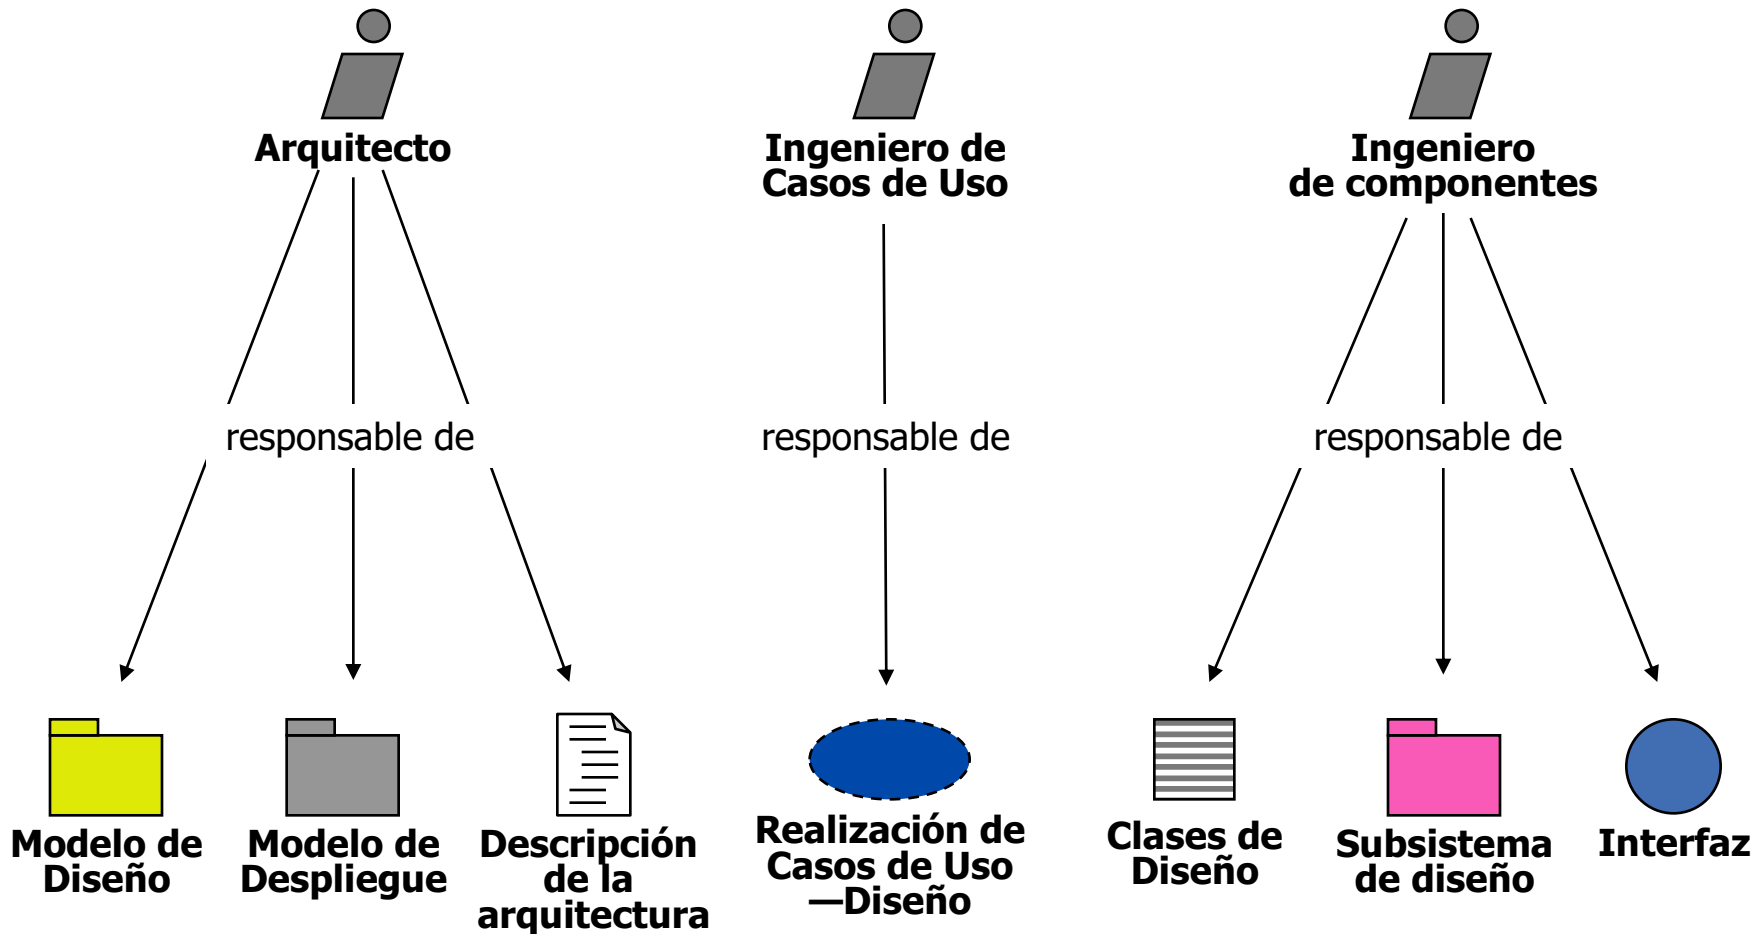 Arquitecto
Ingeniero de
Casos de Uso
Ingeniero
de componentes
responsable de
responsable de
responsable de
Modelo de
Diseño
Modelo de
Despliegue
Descripción
de la
arquitectura
Realización de
Casos de Uso
—Diseño
Clases de
Diseño
Subsistema
de diseño
Interfaz